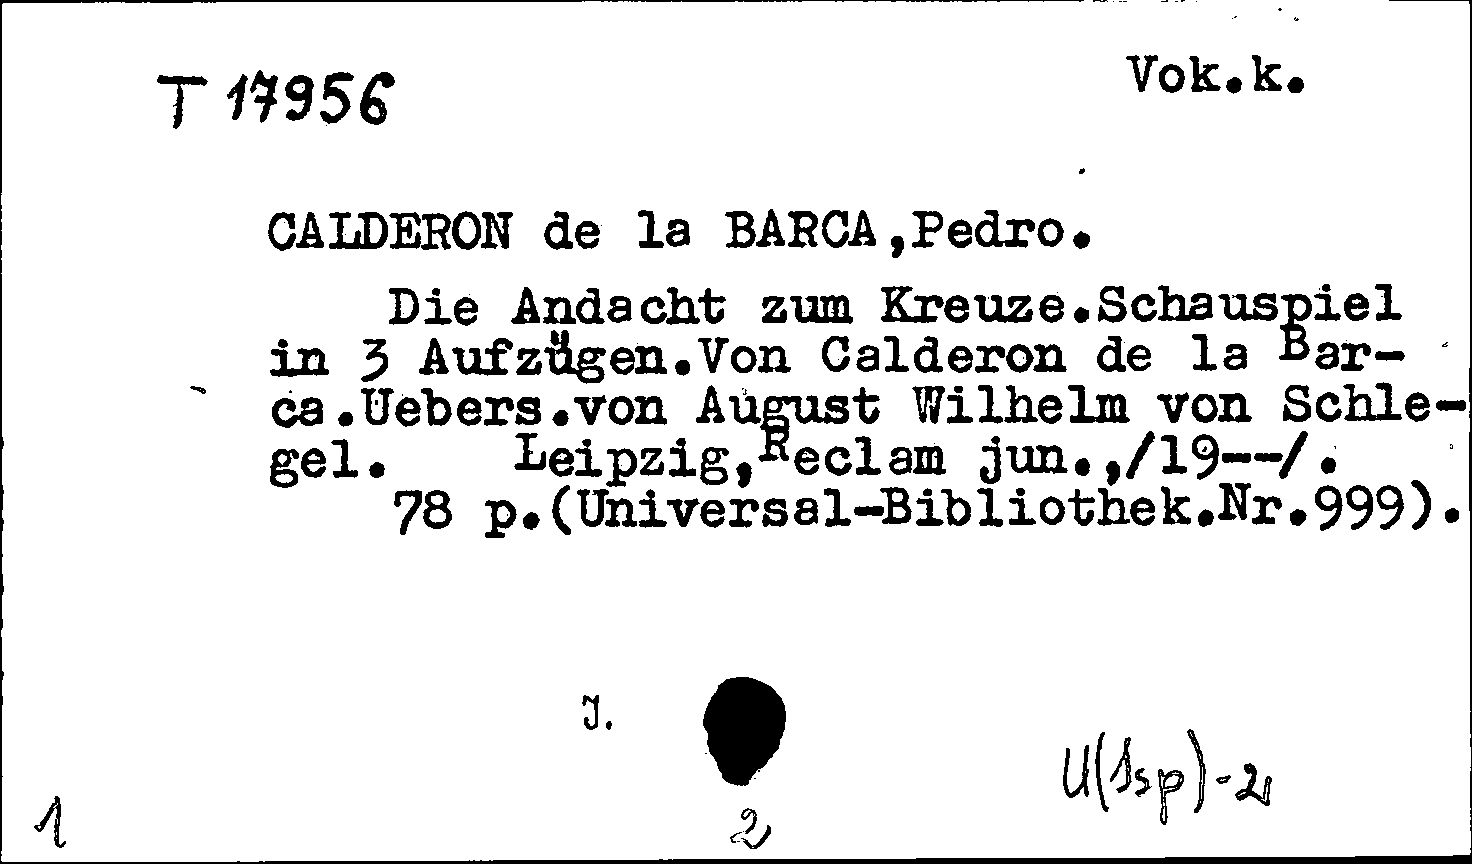 T 17956
Vok.k.
CALDERON de la BARCA,Pedro.
Die Andacht zum Kreuze.Schauspiel
in 3 Aufzügen.Von Calderon de la Bar-
ca.Uebers.von August Wilhelm von Schle-
gel. Leipzig,Reclam jun.,/19--/.
78 p.(Universal-Bibliothek.Nr.999).
J.
U(1sp)-2
1
2